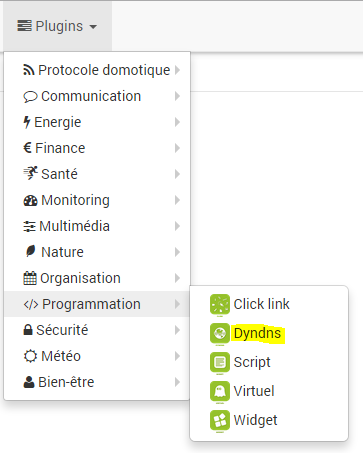 Plugins
Protocole domotique
Communication
Energie
Finance
Santé
Monitoring
Multimédia
Nature
Organisation
Programmation
Sécurité
Météo
Bien-être
Click link
Dyndns
Script
Virtuel
Widget